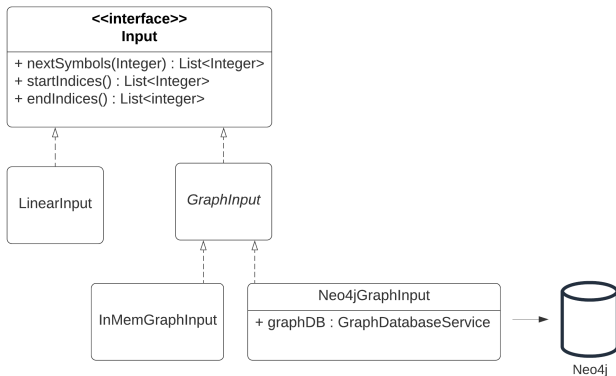 <<interface>>
Input
+ nextSymbols(Integer) : List<Integer>
+ startIndices() : List<Integer>
+ endIndices() : List<integer>
LinearInput
GraphInput
InMemGraphInput
Neo4jGraphInput
+ graphDB : GraphDatabaseService
Neo4j